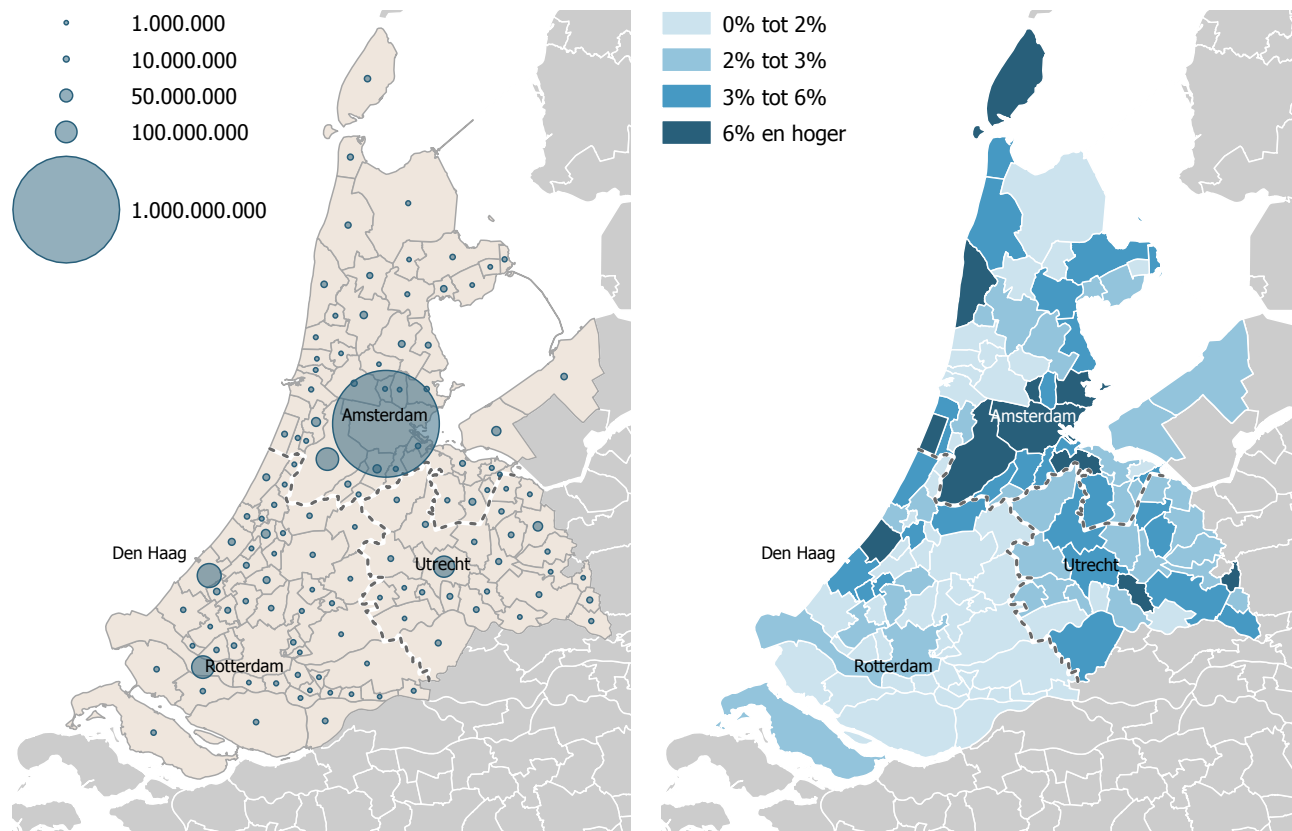 1.000.000
10.000.000
50.000.000
100.000.000
1.000.000.000
Amsterdam
Den Haag
Utrecht
Rotterdam
0% tot 2%
2% tot 3%
3% tot 6%
6% en hoger
Amsterdam
Den Haag
Utrecht
Rotterdam